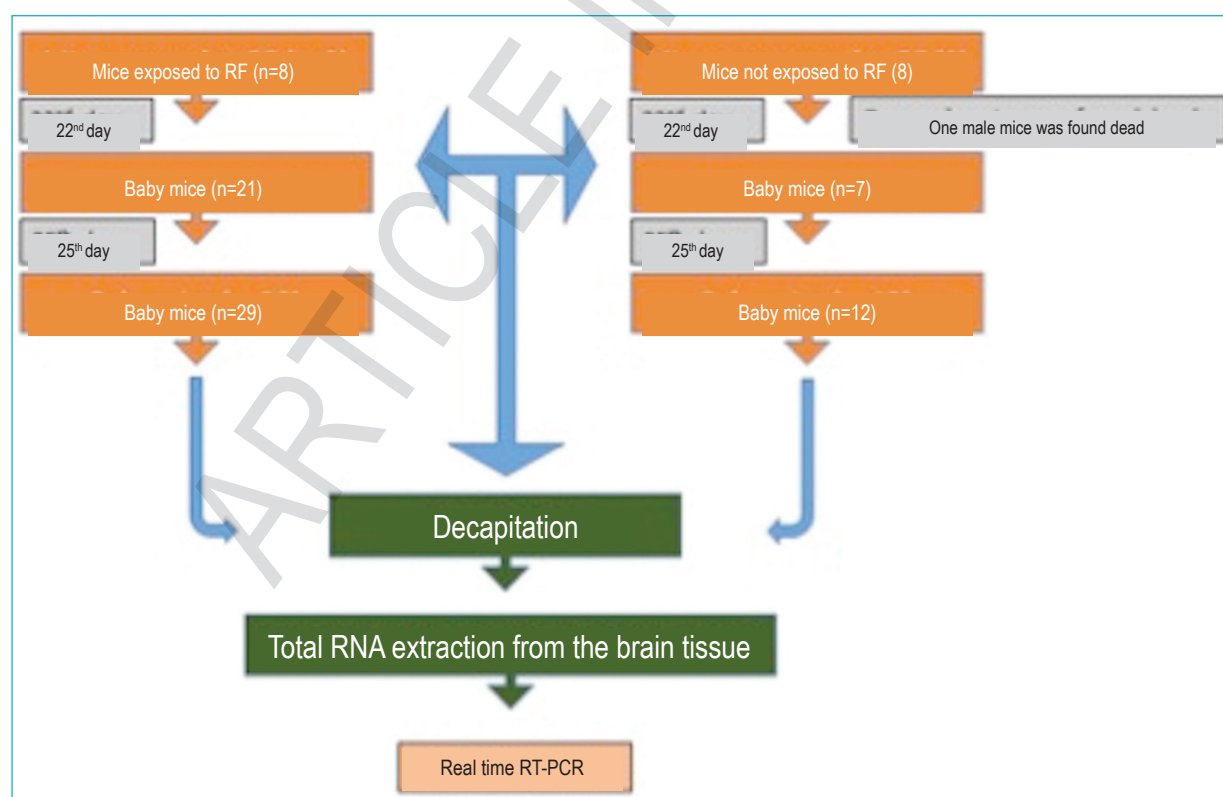 Mice exposed to RF (n=8)
22nd day
Baby mice (n=21)
25th day
Baby mice (n=29)
Mice not exposed to RF (8)
22nd day
One male mice was found dead
Baby mice (n=7)
25th day
Baby mice (n=12)
Decapitation
Total RNA extraction from the brain tissue
Real time RT-PCR
ARTICLE